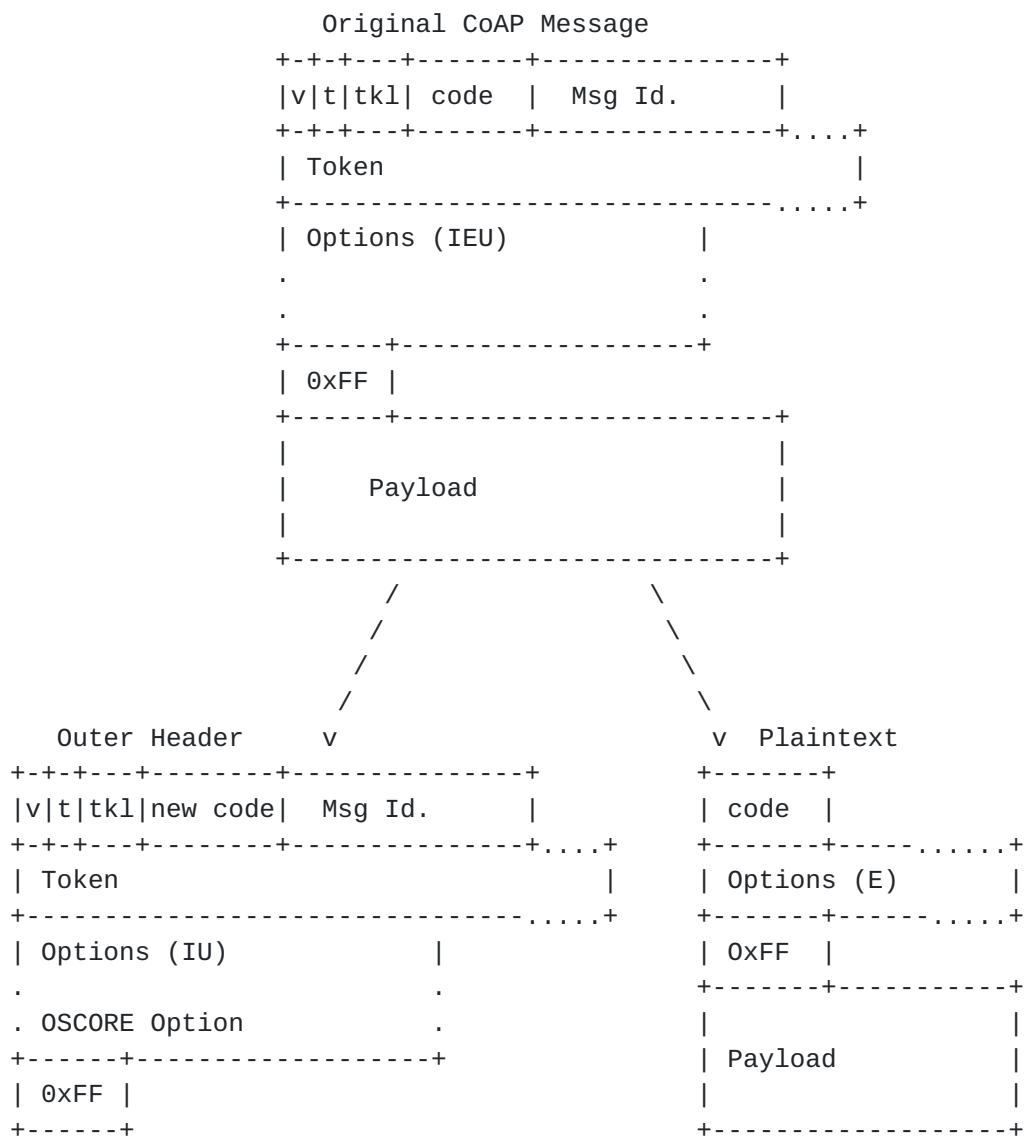 Original CoAP Message
+-+-+---+-------+---------------+
|v|t|tkl| code  |  Msg Id.      |
+-+-+---+-------+---------------+....+
| Token                              |
+-------------------------------.....+
| Options (IEU)            |
.                          .
.                          .
+------+-------------------+
| 0xFF |
+------+------------------------+
|                               |
|     Payload                   |
|                               |
+-------------------------------+
/                \
/                  \
/                    \
/                      \
Outer Header     v                        v  Plaintext
+-+-+---+--------+---------------+          +-------+
|v|t|tkl|new code|  Msg Id.      |          | code  |
+-+-+---+--------+---------------+....+     +-------+-----......+
| Token                               |     | Options (E)       |
+--------------------------------.....+     +-------+------.....+
| Options (IU)             |                | OxFF  |
.                          .                +-------+-----------+
. OSCORE Option            .                |                   |
+------+-------------------+                | Payload           |
| 0xFF |                                    |                   |
+------+                                    +-------------------+